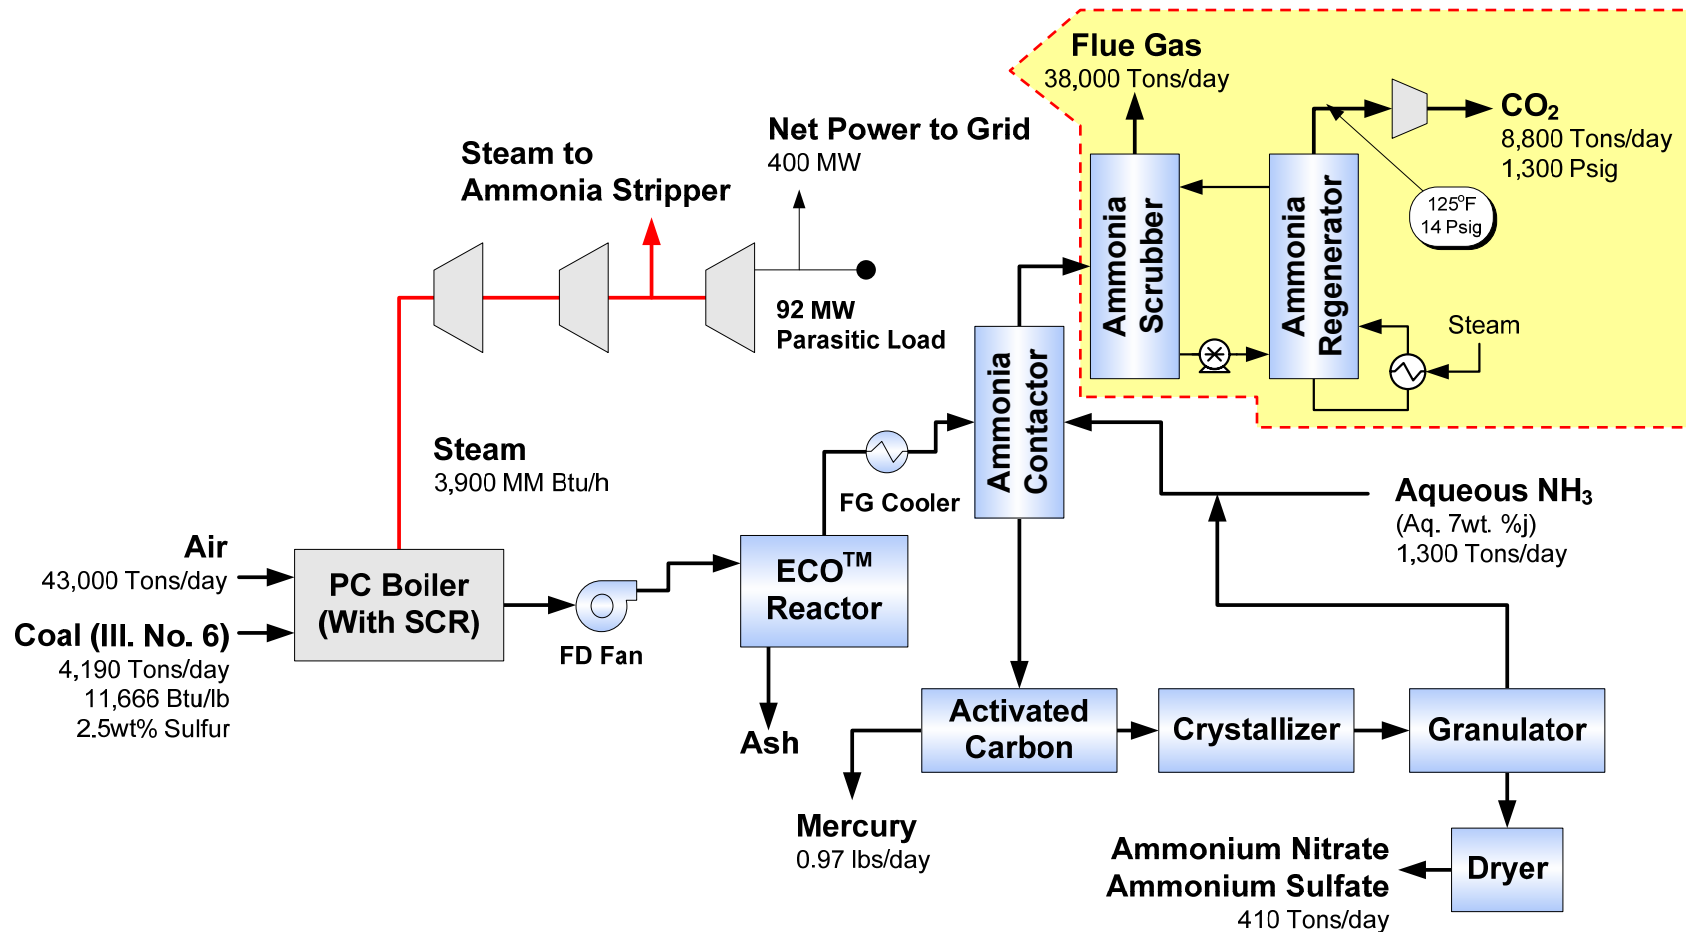 Flue Gas
38,000 Tons/day
CO₂
8,800 Tons/day
1,300 Psig
Net Power to Grid
400 MW
Steam to
Ammonia Stripper
125°F
14 Psig
Ammonia
Scrubber
Ammonia
Regenerator
Steam
92 MW
Parasitic Load
Ammonia
Contactor
Steam
3,900 MM Btu/h
FG Cooler
Aqueous NH₃
(Aq. 7wt. %j)
1,300 Tons/day
Air
43,000 Tons/day
PC Boiler
(With SCR)
ECO™
Reactor
Coal (Ill. No. 6)
4,190 Tons/day
11,666 Btu/lb
2.5wt% Sulfur
FD Fan
Ash
Activated
Carbon
Crystallizer
Granulator
Mercury
0.97 lbs/day
Ammonium Nitrate
Ammonium Sulfate
410 Tons/day
Dryer